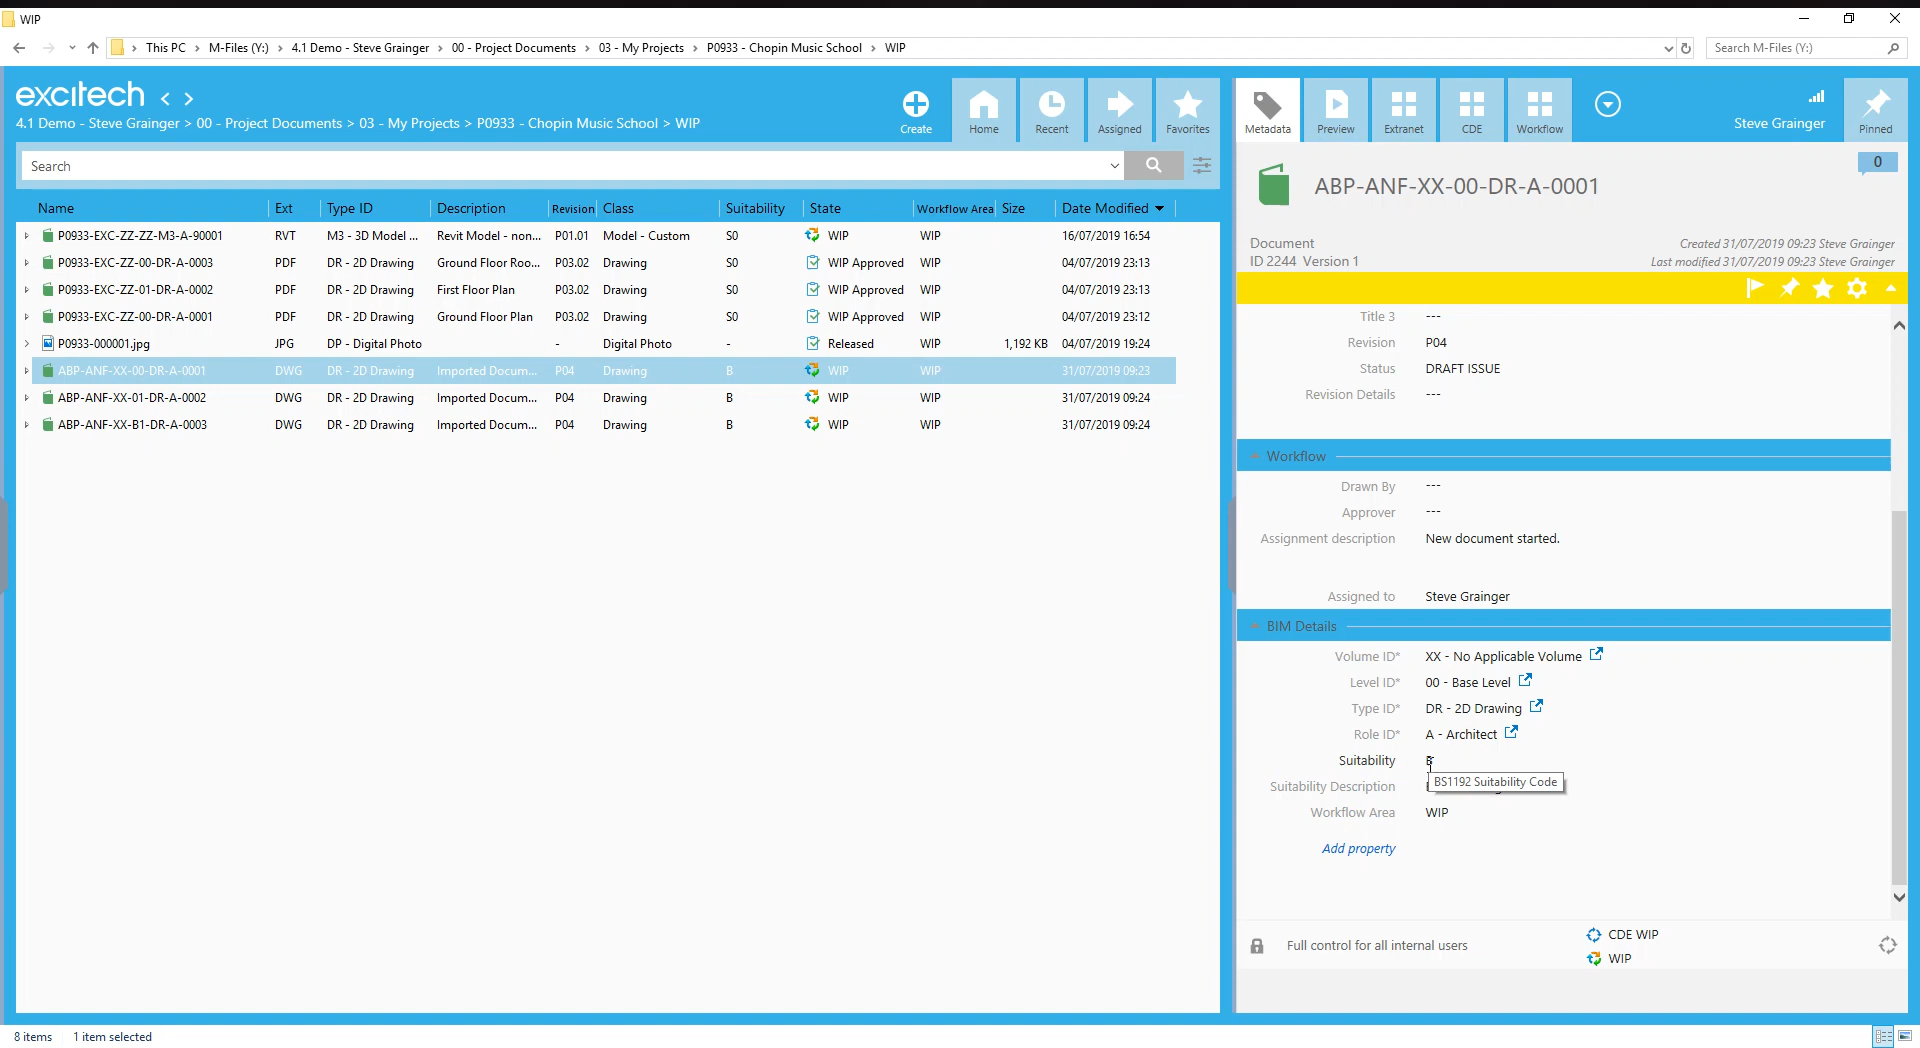 WIP
This PC > M-Files (Y:) > 4.1 Demo - Steve Grainger > 00 - Project Documents > 03 - My Projects > P0933 - Chopin Music School > WIP
Search M-Files (Y:)
excitech < >
4.1 Demo - Steve Grainger > 00 - Project Documents > 03 - My Projects > P0933 - Chopin Music School > WIP
Create Home Recent Assigned Favorites
Search
Name Ext Type ID Description Revision Class Suitability State Workflow Area Size Date Modified
P0933-EXC-ZZ-ZZ-M3-A-90001 RVT M3 - 3D Model ... Revit Model - non... P01.01 Model - Custom S0 WIP WIP 16/07/2019 16:54
P0933-EXC-ZZ-00-DR-A-0003 PDF DR - 2D Drawing Ground Floor Roo... P03.02 Drawing S0 WIP Approved WIP 04/07/2019 23:13
P0933-EXC-ZZ-01-DR-A-0002 PDF DR - 2D Drawing First Floor Plan P03.02 Drawing S0 WIP Approved WIP 04/07/2019 23:13
P0933-EXC-ZZ-00-DR-A-0001 PDF DR - 2D Drawing Ground Floor Plan P03.02 Drawing S0 WIP Approved WIP 04/07/2019 23:12
P0933-000001.jpg JPG DP - Digital Photo - Digital Photo - Released WIP 1,192 KB 04/07/2019 19:24
ABP-ANF-XX-00-DR-A-0001 DWG DR - 2D Drawing Imported Docum... P04 Drawing B WIP WIP 31/07/2019 09:23
ABP-ANF-XX-01-DR-A-0002 DWG DR - 2D Drawing Imported Docum... P04 Drawing B WIP WIP 31/07/2019 09:24
ABP-ANF-XX-B1-DR-A-0003 DWG DR - 2D Drawing Imported Docum... P04 Drawing B WIP WIP 31/07/2019 09:24
8 items 1 item selected
Metadata Preview Extranet CDE Workflow
Steve Grainger
Pinned
0
ABP-ANF-XX-00-DR-A-0001
Document
Created 31/07/2019 09:23 Steve Grainger
ID 2244 Version 1
Last modified 31/07/2019 09:23 Steve Grainger
Title 3 ---
Revision P04
Status DRAFT ISSUE
Revision Details ---
Workflow
Drawn By ---
Approver ---
Assignment description New document started.
Assigned to Steve Grainger
BIM Details
Volume ID* XX - No Applicable Volume
Level ID* 00 - Base Level
Type ID* DR - 2D Drawing
Role ID* A - Architect
Suitability B
BS1192 Suitability Code
Suitability Description
Workflow Area WIP
Add property
Full control for all internal users
CDE WIP
WIP